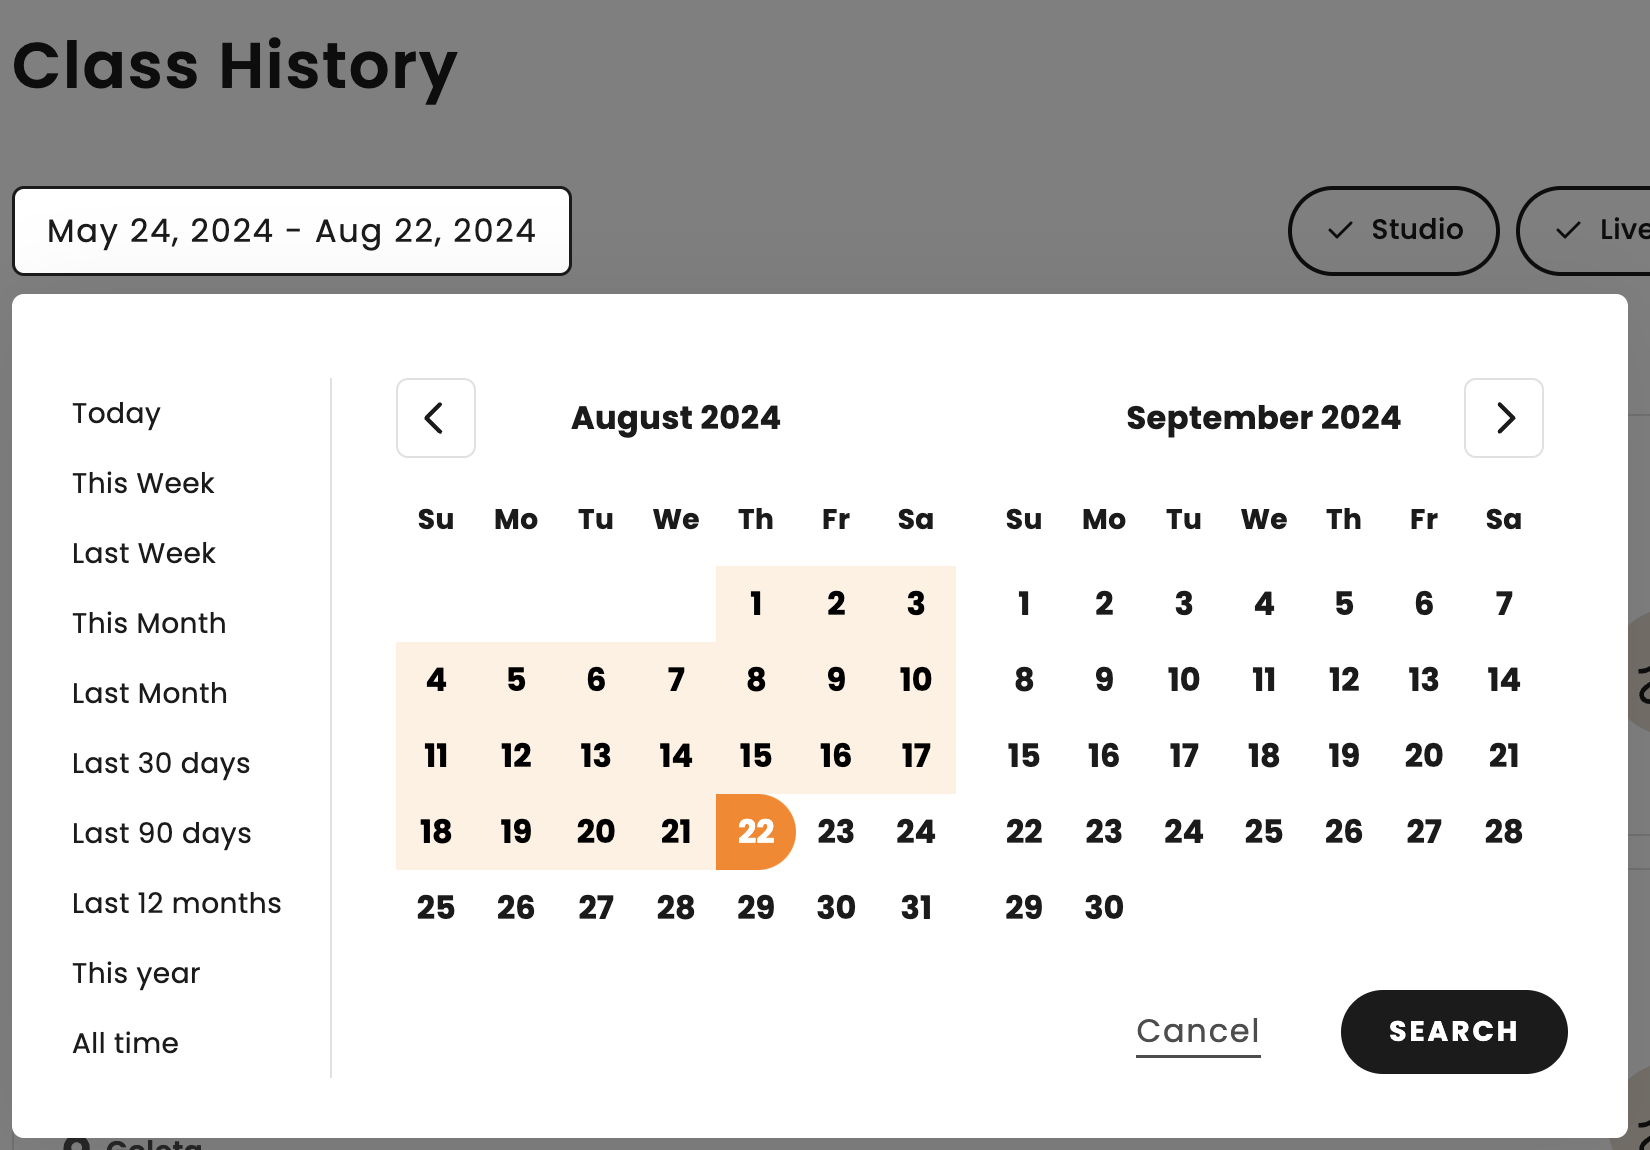 Class History
May 24, 2024 - Aug 22, 2024
Studio
Live
Today
This Week
Last Week
This Month
Last Month
Last 30 days
Last 90 days
Last 12 months
This year
All time
August 2024
Su Mo Tu We Th Fr Sa
1 2 3
4 5 6 7 8 9 10
11 12 13 14 15 16 17
18 19 20 21 22 23 24
25 26 27 28 29 30 31
September 2024
Su Mo Tu We Th Fr Sa
1 2 3 4 5 6 7
8 9 10 11 12 13 14
15 16 17 18 19 20 21
22 23 24 25 26 27 28
29 30
Cancel
SEARCH